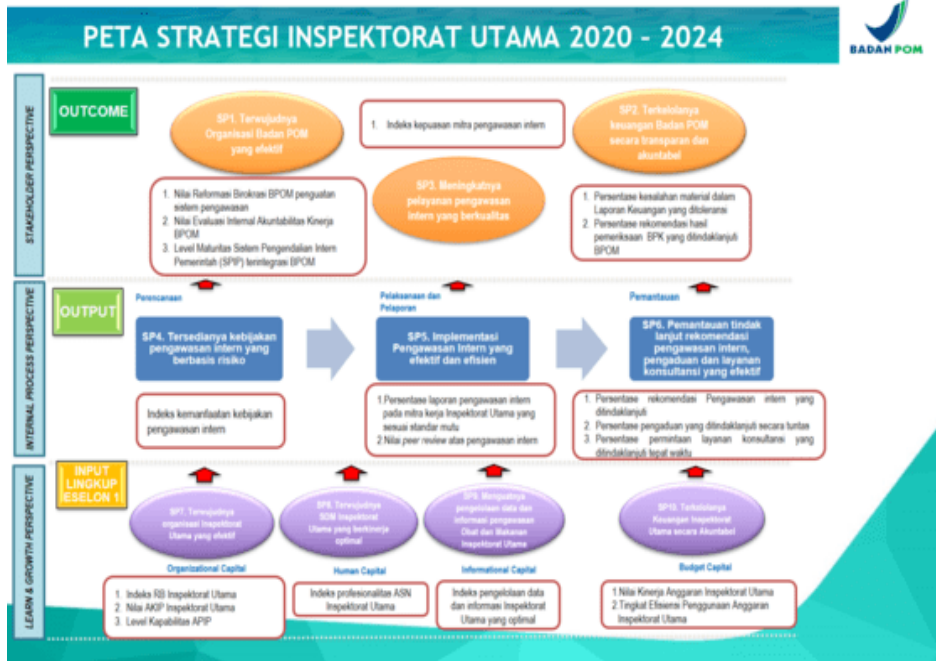 PETA STRATEGI INSPEKTORAT UTAMA 2020 - 2024
BADAN POM
STAKEHOLDER PERSPECTIVE
OUTCOME
SP1. Terwujudnya
Organisasi Badan POM
yang efektif
1. Indeks kepuasan mitra pengawasan intern
SP2. Terkelolanya
keuangan Badan POM
secara transparan dan
akuntabel
SP3. Meningkatnya
pelayanan pengawasan
intern yang berkualitas
1. Nilai Reformasi Birokrasi BPOM penguatan
sistem pengawasan
2. Nilai Evaluasi Internal Akuntabilitas Kinerja
BPOM
3. Level Maturitas Sistem Pengendalian Intern
Pemerintah (SPIP) terintegrasi BPOM
1. Persentase kesalahan material dalam
Laporan Keuangan yang ditoleransi
2. Persentase rekomendasi hasil
pemeriksaan BPK yang ditindaklanjuti
BPOM
INTERNAL PROCESS PERSPECTIVE
OUTPUT
Perencanaan
Pelaksanaan dan
Pelaporan
Pemantauan
SP4. Tersedianya kebijakan
pengawasan intern yang
berbasis risiko
SP5. Implementasi
Pengawasan Intern yang
efektif dan efisien
SP6. Pemantauan tindak
lanjut rekomendasi
pengawasan intern,
pengaduan dan layanan
konsultansi yang efektif
Indeks kemanfaatan kebijakan
pengawasan intern
1.Persentase laporan pengawasan intern
pada mitra kerja Inspektorat Utama yang
sesuai standar mutu
2.Nilai peer review atas pengawasan intern
1. Persentase rekomendasi Pengawasan intern yang
ditindaklanjuti
2. Persentase pengaduan yang ditindaklanjuti secara tuntas
3. Persentase permintaan layanan konsultansi yang
ditindaklanjuti tepat waktu
LEARN & GROWTH PERSPECTIVE
INPUT
LINGKUP
ESELON 1
SP7. Terwujudnya
organisasi Inspektorat
Utama yang efektif
SP8. Terwujudnya
SDM Inspektorat
Utama yang berkinerja
optimal
SP9. Menguatnya
pengelolaan data dan
informasi pengawasan
Obat dan Makanan
Inspektorat Utama
SP10. Terkelolanya
Keuangan Inspektorat
Utama secara Akuntabel
Organizational Capital
Human Capital
Informational Capital
Budget Capital
1. Indeks RB Inspektorat Utama
2. Nilai AKIP Inspektorat Utama
3. Level Kapabilitas APIP
Indeks profesionalitas ASN
Inspektorat Utama
Indeks pengelolaan data
dan informasi Inspektorat
Utama yang optimal
1.Nilai Kinerja Anggaran Inspektorat Utama
2.Tingkat Efisiensi Penggunaan Anggaran
Inspektorat Utama